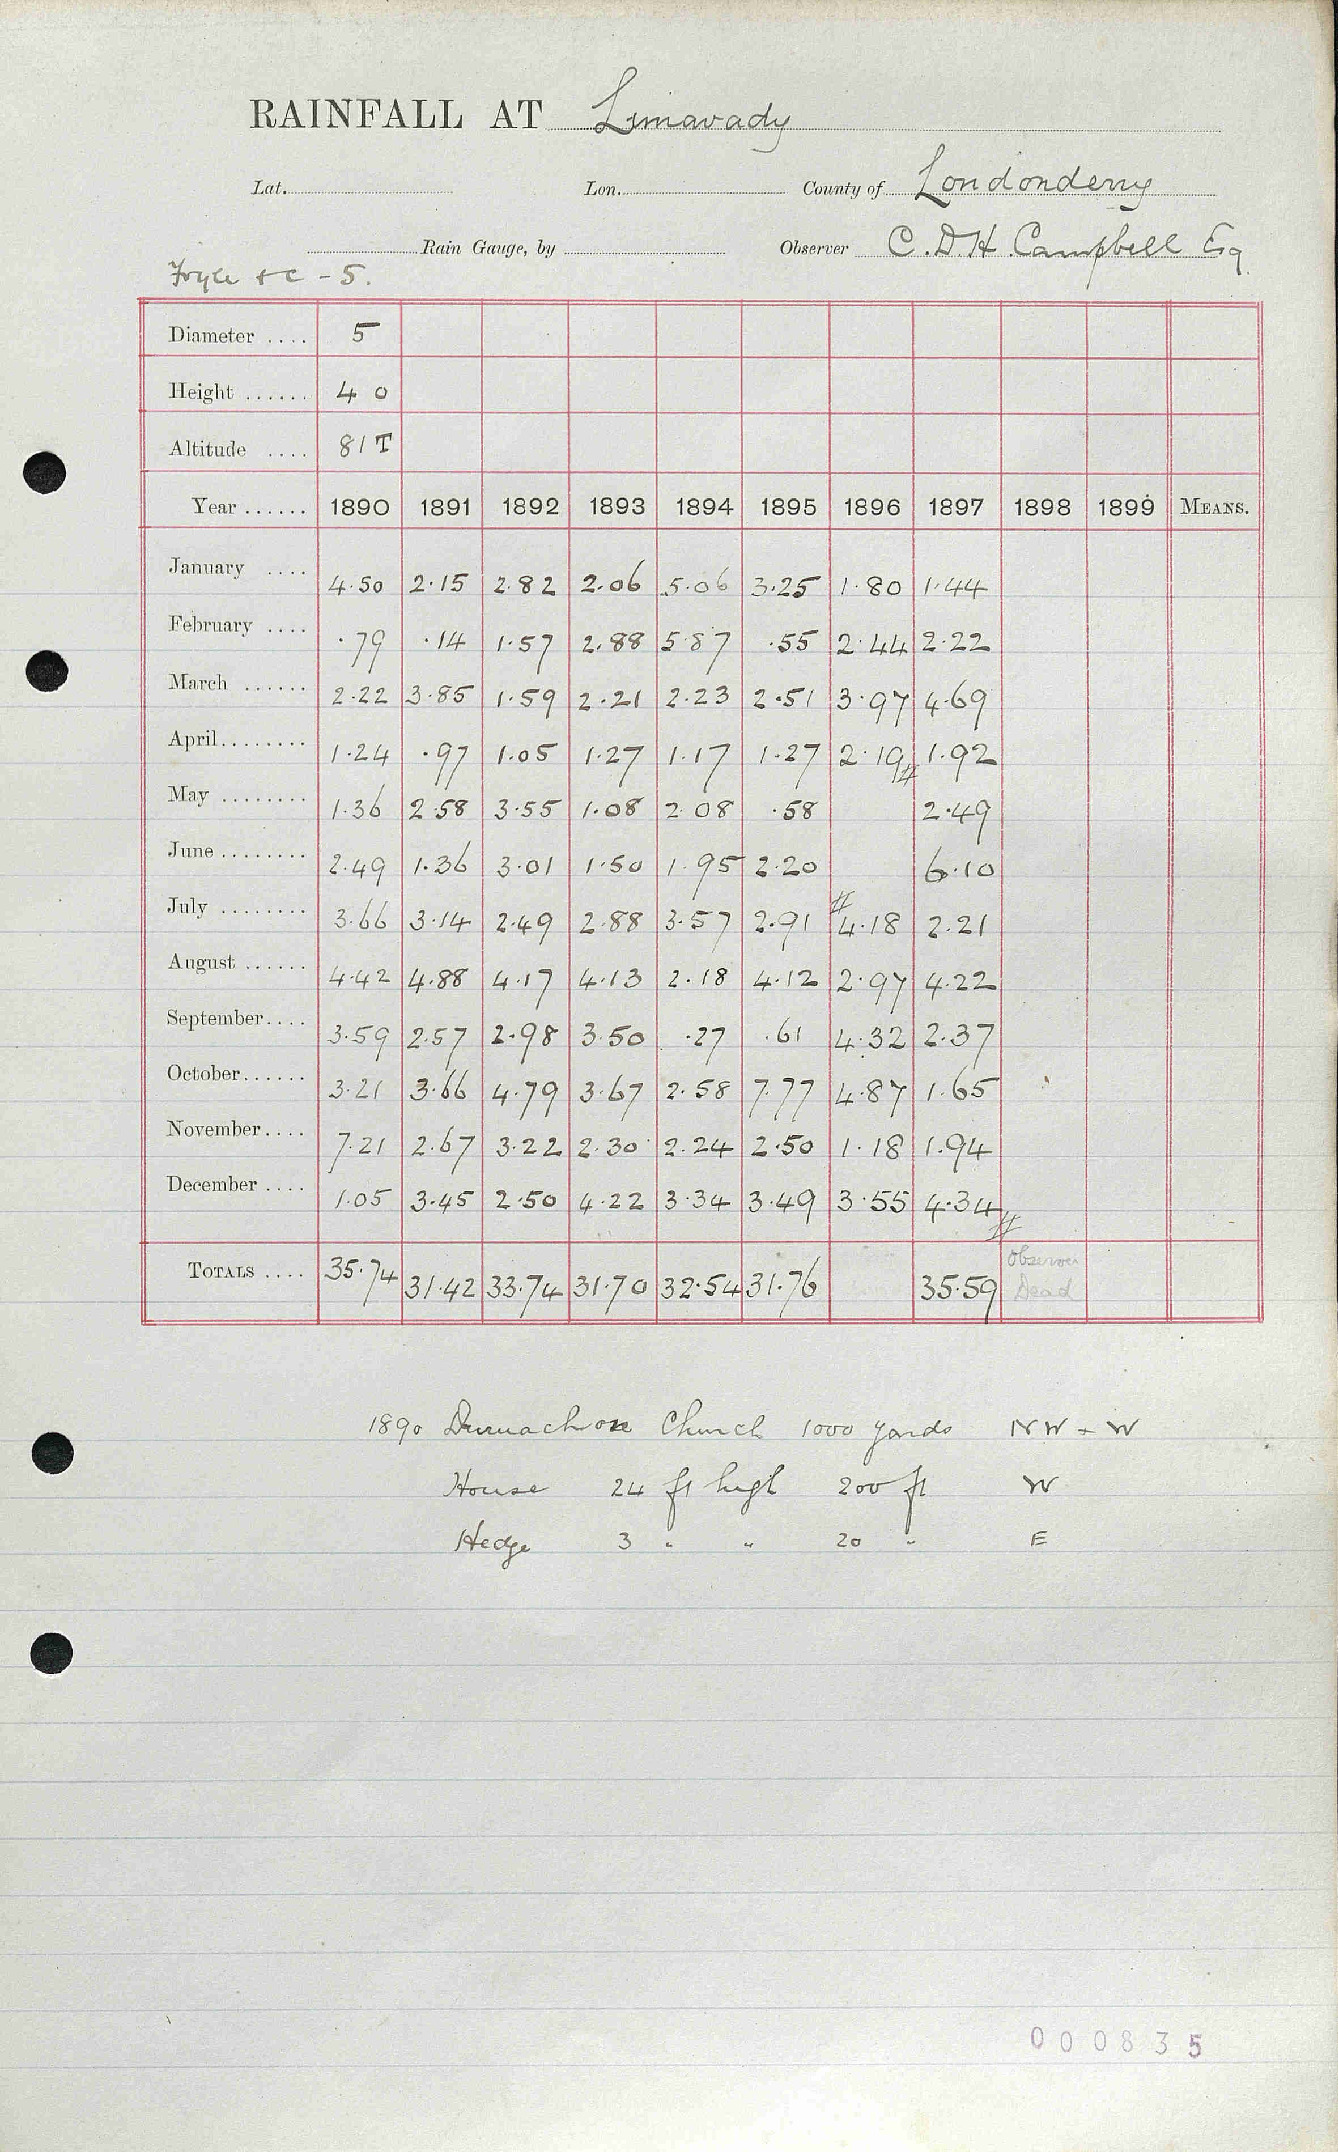 RAINFALL AT Limavady
Lat. Lon. County of Londonderry
Rain Gauge, by Observer C. D. H Campbell Esq.
Foyle &c - 5.
Diameter .... 5
Height ...... 4 0
Altitude .... 81 T
Year ...... 1890 1891 1892 1893 1894 1895 1896 1897 1898 1899 MEANS.
January .... 4.50 2.15 2.82 2.06 5.06 3.25 1.80 1.44
February .... .79 .14 1.57 2.88 5.87 .55 2.44 2.22
March ...... 2.22 3.85 1.59 2.21 2.23 2.51 3.97 4.69
April........ 1.24 .97 1.05 1.27 1.17 1.27 2.19 # 1.92
May ........ 1.36 2.58 3.55 1.08 2.08 .58 2.49
June ........ 2.49 1.36 3.01 1.50 1.95 2.20 6.10
July ........ 3.66 3.14 2.49 2.88 3.57 2.91 # 4.18 2.21
August ...... 4.42 4.88 4.17 4.13 2.18 4.12 2.97 4.22
September.... 3.59 2.57 2.98 3.50 .27 .61 4.32 2.37
October...... 3.21 3.66 4.79 3.67 2.58 7.77 4.87 1.65
November.... 7.21 2.67 3.22 2.30 2.24 2.50 1.18 1.94
December .... 1.05 3.45 2.50 4.22 3.34 3.49 3.55 4.34 #
TOTALS .... 35.74 31.42 33.74 31.70 32.54 31.76 35.59 Observer Dead
1890 Church 1000 yards NW - W
House 24 ft high 200 ft W
Hedge 3 " " 20 " E
000835